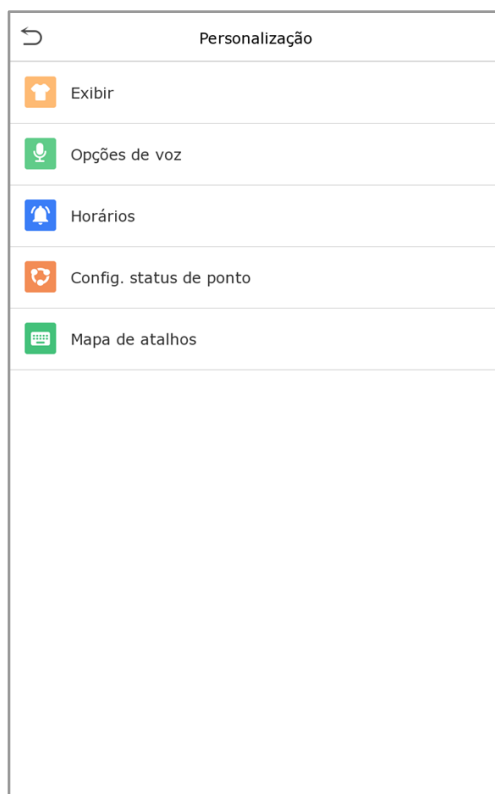 Personalização
Exibir
Opções de voz
Horários
Config. status de ponto
Mapa de atalhos